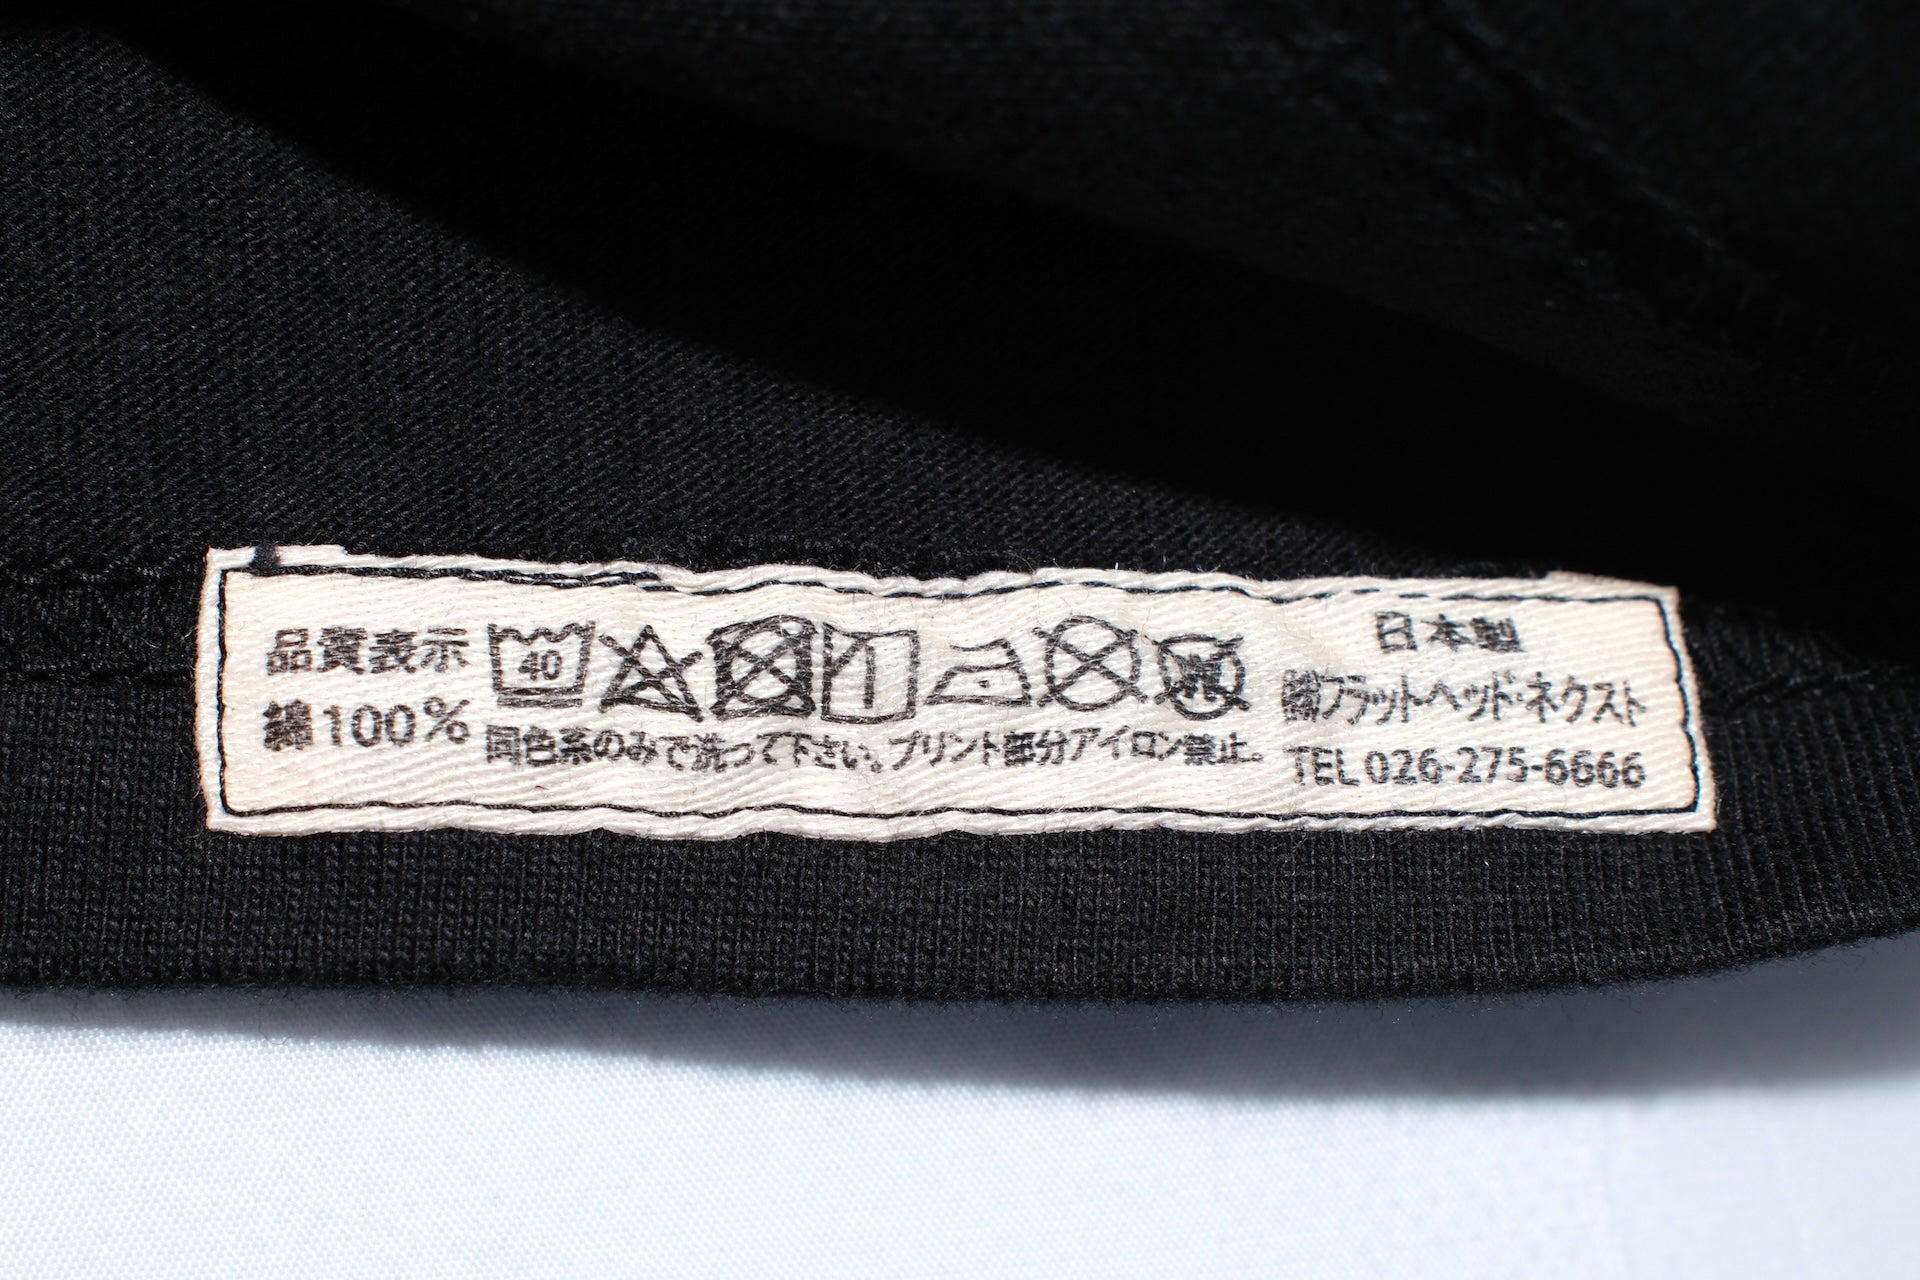 品質表示
綿100%
40
同色系のみで洗って下さい。プリント部分アイロン禁止。
日本製
㈱フラットヘッド・ネクスト
TEL 026-275-6666